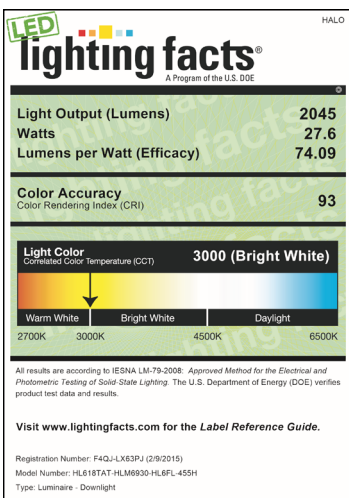 HALO
LED
lighting facts®
A Program of the U.S. DOE
Light Output (Lumens) 2045
Watts 27.6
Lumens per Watt (Efficacy) 74.09
Color Accuracy
Color Rendering Index (CRI) 93
Light Color
Correlated Color Temperature (CCT) 3000 (Bright White)
Warm White Bright White Daylight
2700K 3000K 4500K 6500K
All results are according to IESNA LM-79-2008: Approved Method for the Electrical and
Photometric Testing of Solid-State Lighting. The U.S. Department of Energy (DOE) verifies
product test data and results.
Visit www.lightingfacts.com for the Label Reference Guide.
Registration Number: F4QJ-LX63PJ (2/9/2015)
Model Number: HL618TAT-HLM6930-HL6FL-455H
Type: Luminaire - Downlight